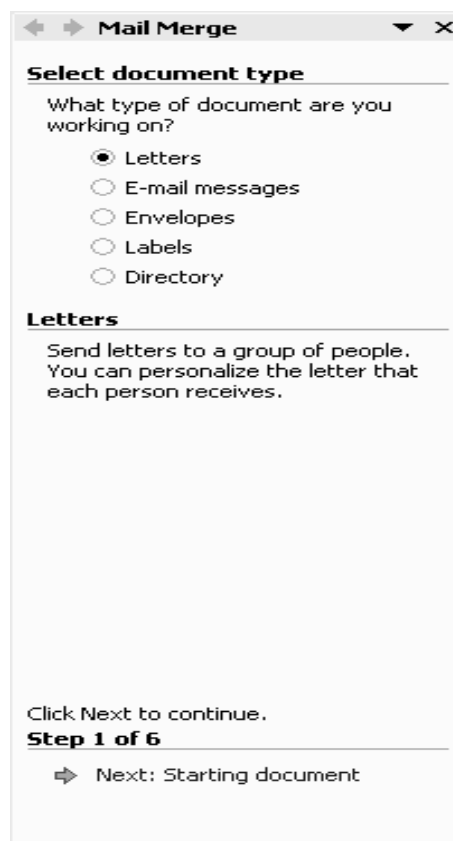 Mail Merge
Select document type
What type of document are you
working on?
Letters
E-mail messages
Envelopes
Labels
Directory
Letters
Send letters to a group of people.
You can personalize the letter that
each person receives.
Click Next to continue.
Step 1 of 6
Next: Starting document